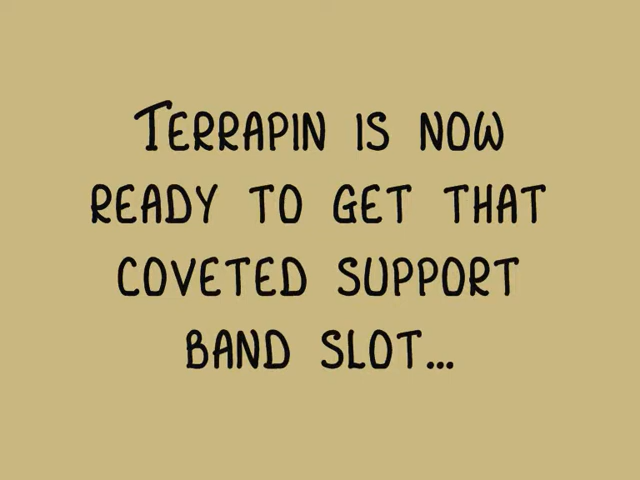 Terrapin is now
ready to get that
coveted support
band slot...